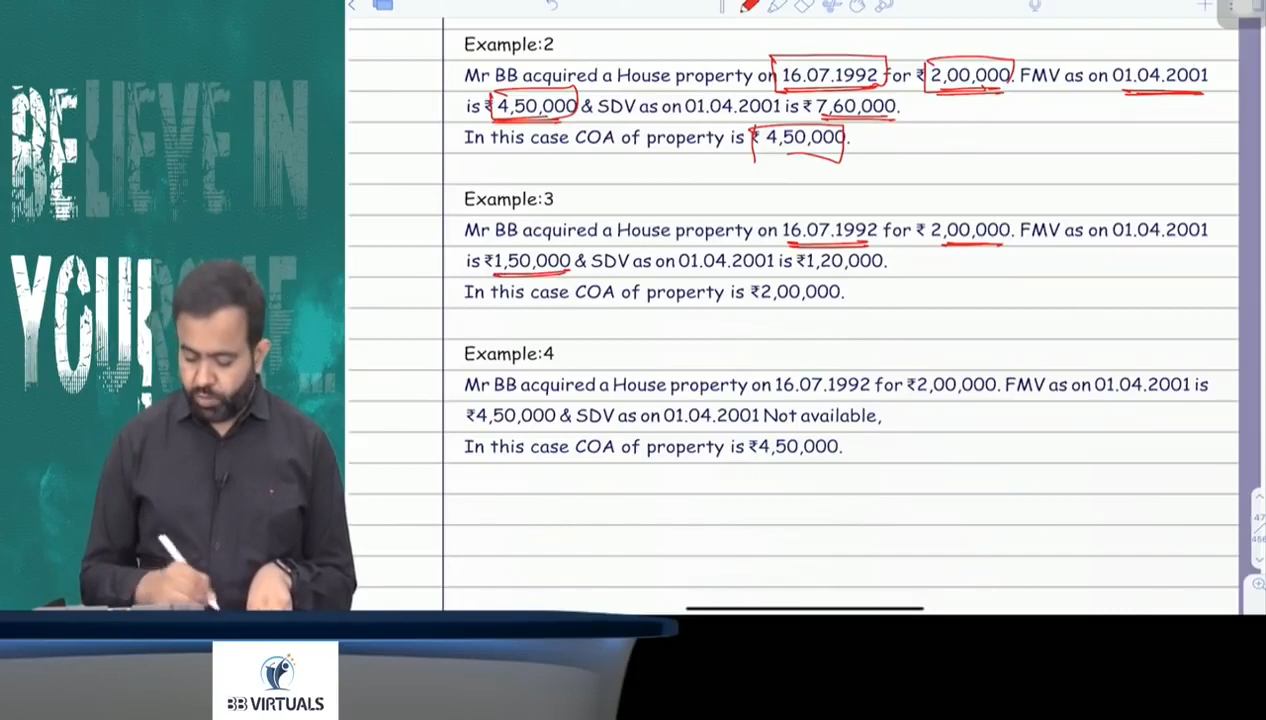 BELIEVE IN
YOURSELF...
Example:2
Mr BB acquired a House property on 16.07.1992 for ₹ 2,00,000. FMV as on 01.04.2001
is ₹ 4,50,000 & SDV as on 01.04.2001 is ₹ 7,60,000.
In this case COA of property is ₹ 4,50,000.
Example:3
Mr BB acquired a House property on 16.07.1992 for ₹ 2,00,000. FMV as on 01.04.2001
is ₹1,50,000 & SDV as on 01.04.2001 is ₹1,20,000.
In this case COA of property is ₹2,00,000.
Example:4
Mr BB acquired a House property on 16.07.1992 for ₹2,00,000. FMV as on 01.04.2001 is
₹4,50,000 & SDV as on 01.04.2001 Not available,
In this case COA of property is ₹4,50,000.
47
BB VIRTUALS